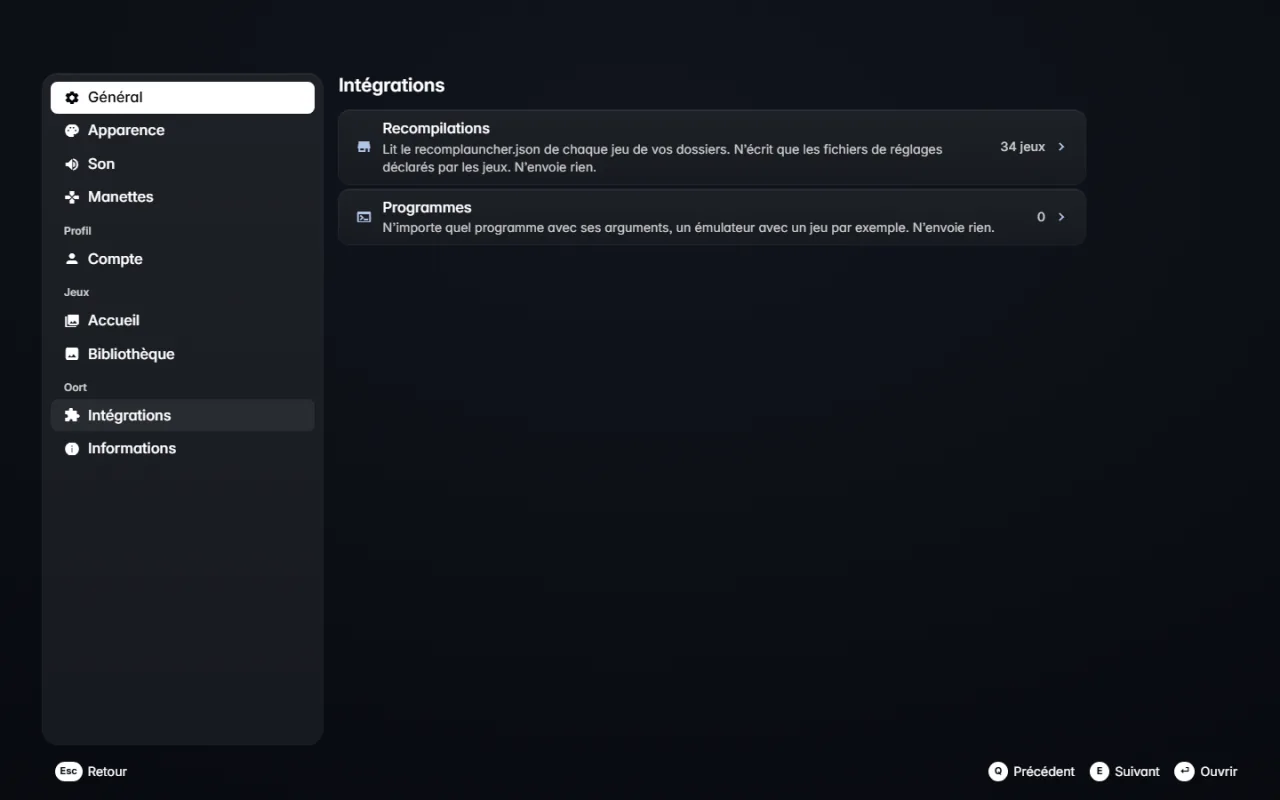 Général
Apparence
Son
Manettes
Profil
Compte
Jeux
Accueil
Bibliothèque
Oort
Intégrations
Informations
Intégrations
Recompilations
Lit le recomplauncher.json de chaque jeu de vos dossiers. N'écrit que les fichiers de réglages
déclarés par les jeux. N'envoie rien.
34 jeux
Programmes
N'importe quel programme avec ses arguments, un émulateur avec un jeu par exemple. N'envoie rien.
0
Esc Retour
Q Précédent E Suivant ↵ Ouvrir